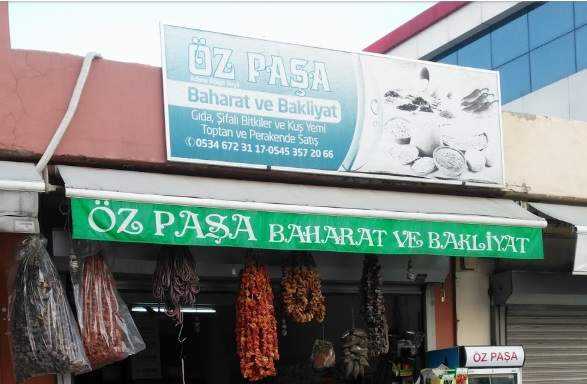 ÖZ PAŞA
Baharat ve Bakliyat
Gıda, Şifalı Bitkiler ve Kuş Yemi
Toptan ve Perakende Satış
0534 672 31 17-0545 357 20 66
ÖZ PAŞA BAHARAT VE BAKLİYAT
ÖZ PAŞA